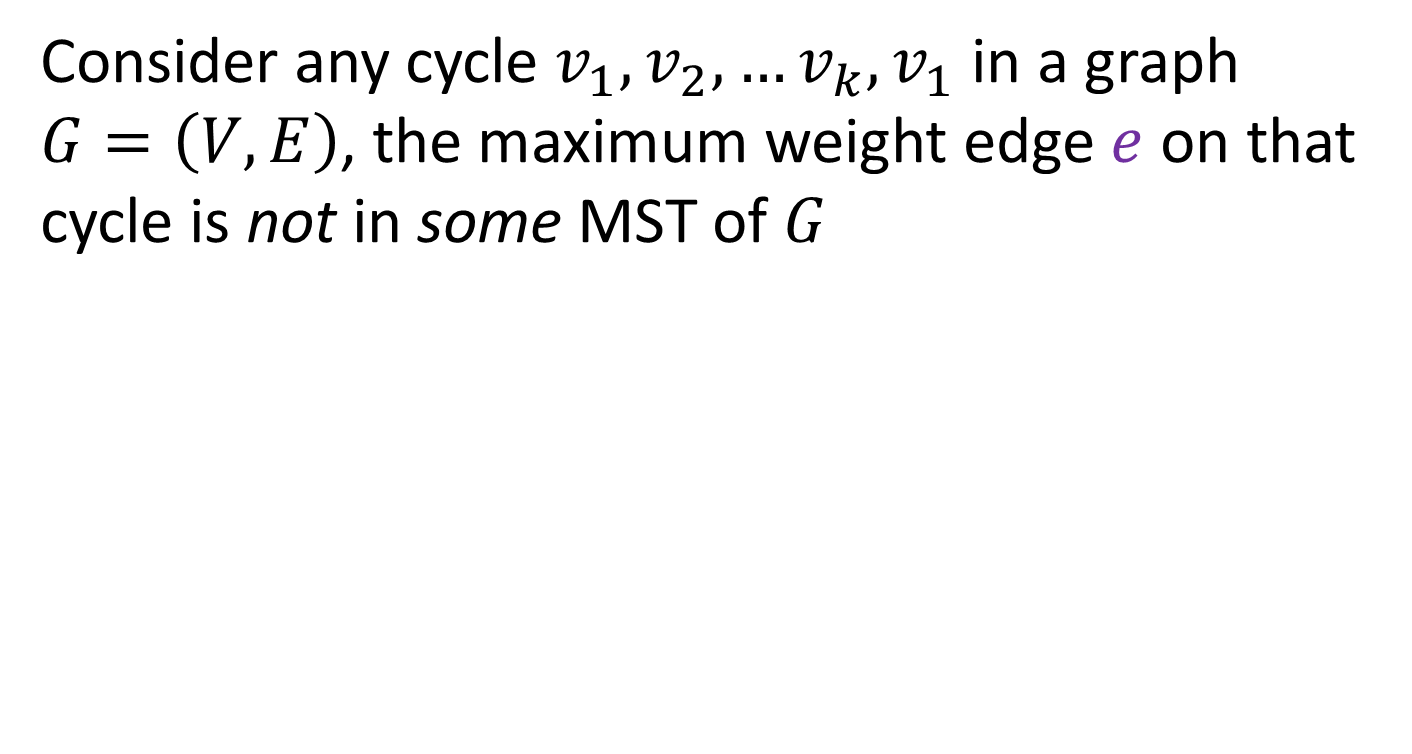 Consider any cycle v₁, v₂, ... vₖ, v₁ in a graph
G = (V, E), the maximum weight edge e on that
cycle is not in some MST of G